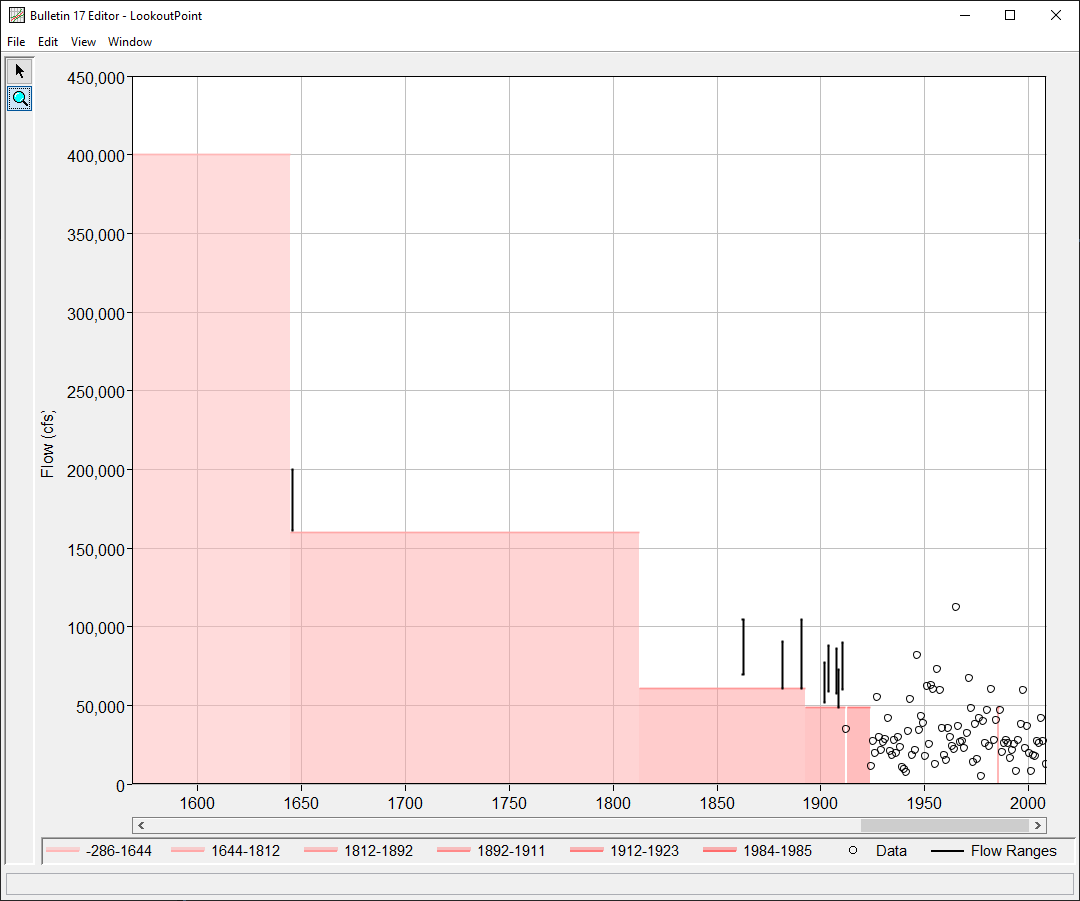 Bulletin 17 Editor - LookoutPoint
File Edit View Window
450,000
400,000
350,000
300,000
250,000
200,000
150,000
100,000
50,000
0
Flow (cfs)
1600 1650 1700 1750 1800 1850 1900 1950 2000
-286-1644 1644-1812 1812-1892 1892-1911 1912-1923 1984-1985 Data Flow Ranges